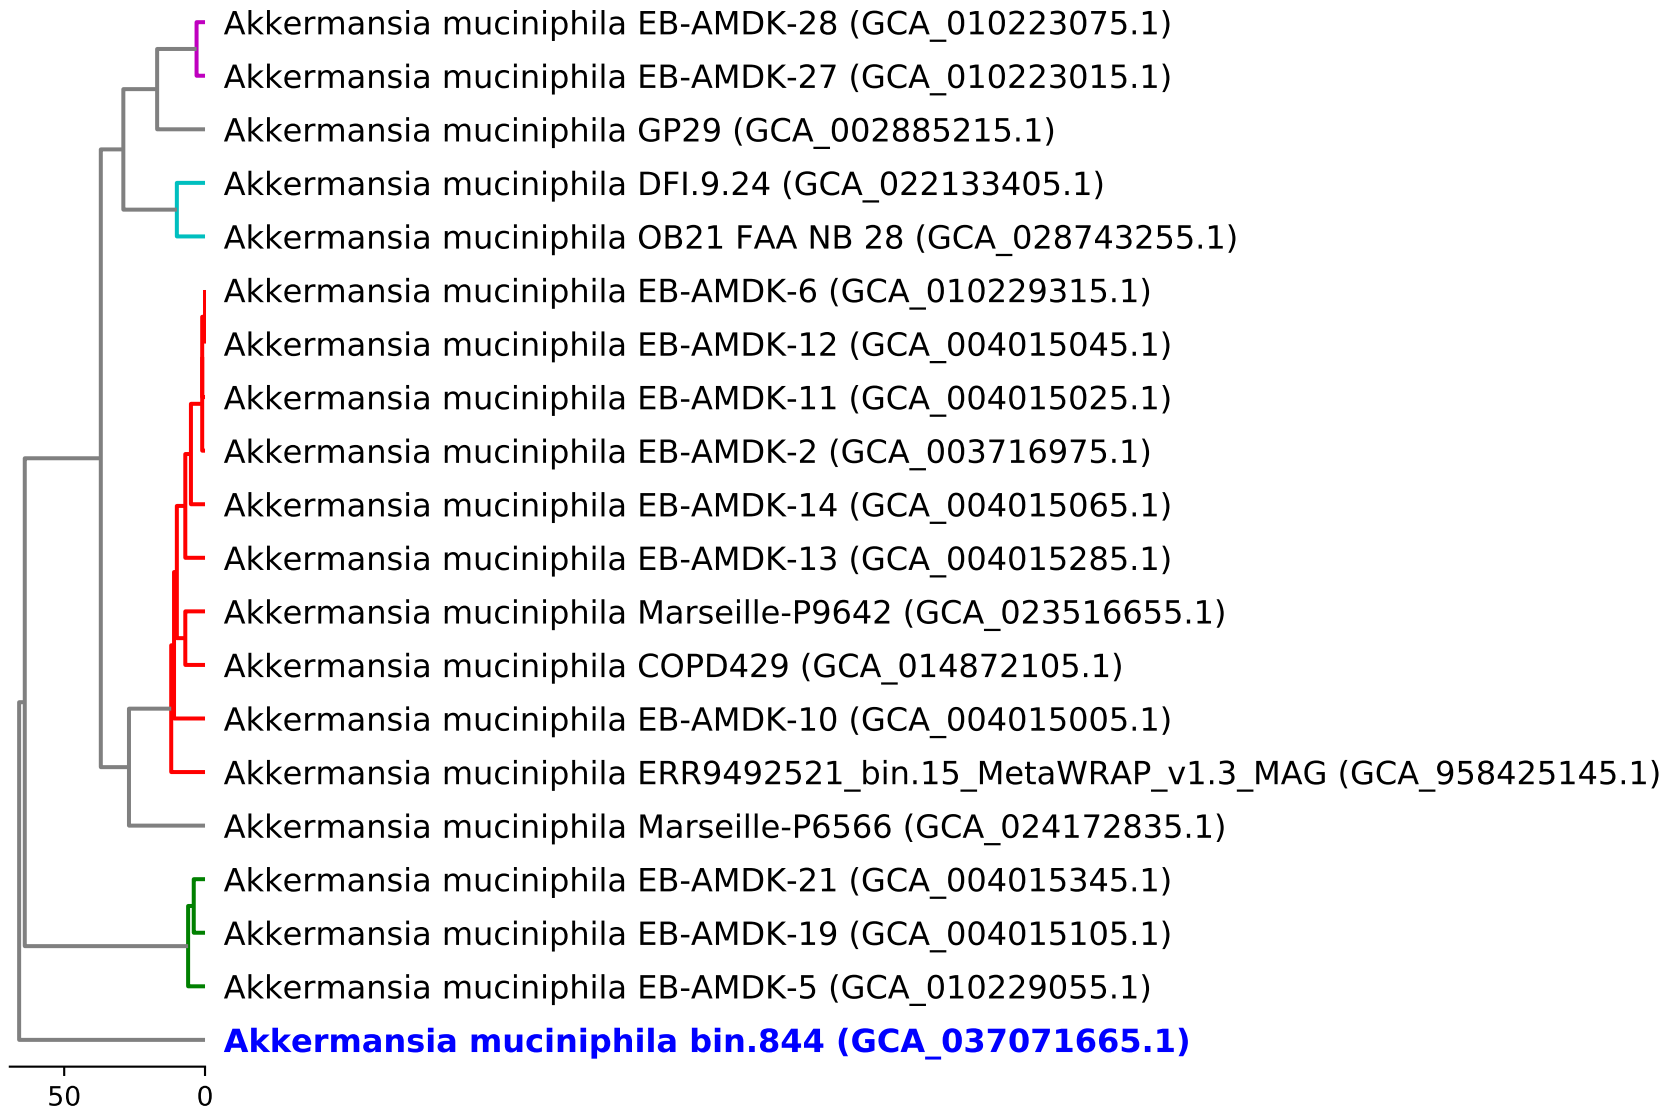 Akkermansia muciniphila EB-AMDK-28 (GCA_010223075.1)
Akkermansia muciniphila EB-AMDK-27 (GCA_010223015.1)
Akkermansia muciniphila GP29 (GCA_002885215.1)
Akkermansia muciniphila DFI.9.24 (GCA_022133405.1)
Akkermansia muciniphila OB21 FAA NB 28 (GCA_028743255.1)
Akkermansia muciniphila EB-AMDK-6 (GCA_010229315.1)
Akkermansia muciniphila EB-AMDK-12 (GCA_004015045.1)
Akkermansia muciniphila EB-AMDK-11 (GCA_004015025.1)
Akkermansia muciniphila EB-AMDK-2 (GCA_003716975.1)
Akkermansia muciniphila EB-AMDK-14 (GCA_004015065.1)
Akkermansia muciniphila EB-AMDK-13 (GCA_004015285.1)
Akkermansia muciniphila Marseille-P9642 (GCA_023516655.1)
Akkermansia muciniphila COPD429 (GCA_014872105.1)
Akkermansia muciniphila EB-AMDK-10 (GCA_004015005.1)
Akkermansia muciniphila ERR9492521_bin.15_MetaWRAP_v1.3_MAG (GCA_958425145.1)
Akkermansia muciniphila Marseille-P6566 (GCA_024172835.1)
Akkermansia muciniphila EB-AMDK-21 (GCA_004015345.1)
Akkermansia muciniphila EB-AMDK-19 (GCA_004015105.1)
Akkermansia muciniphila EB-AMDK-5 (GCA_010229055.1)
Akkermansia muciniphila bin.844 (GCA_037071665.1)
50 0